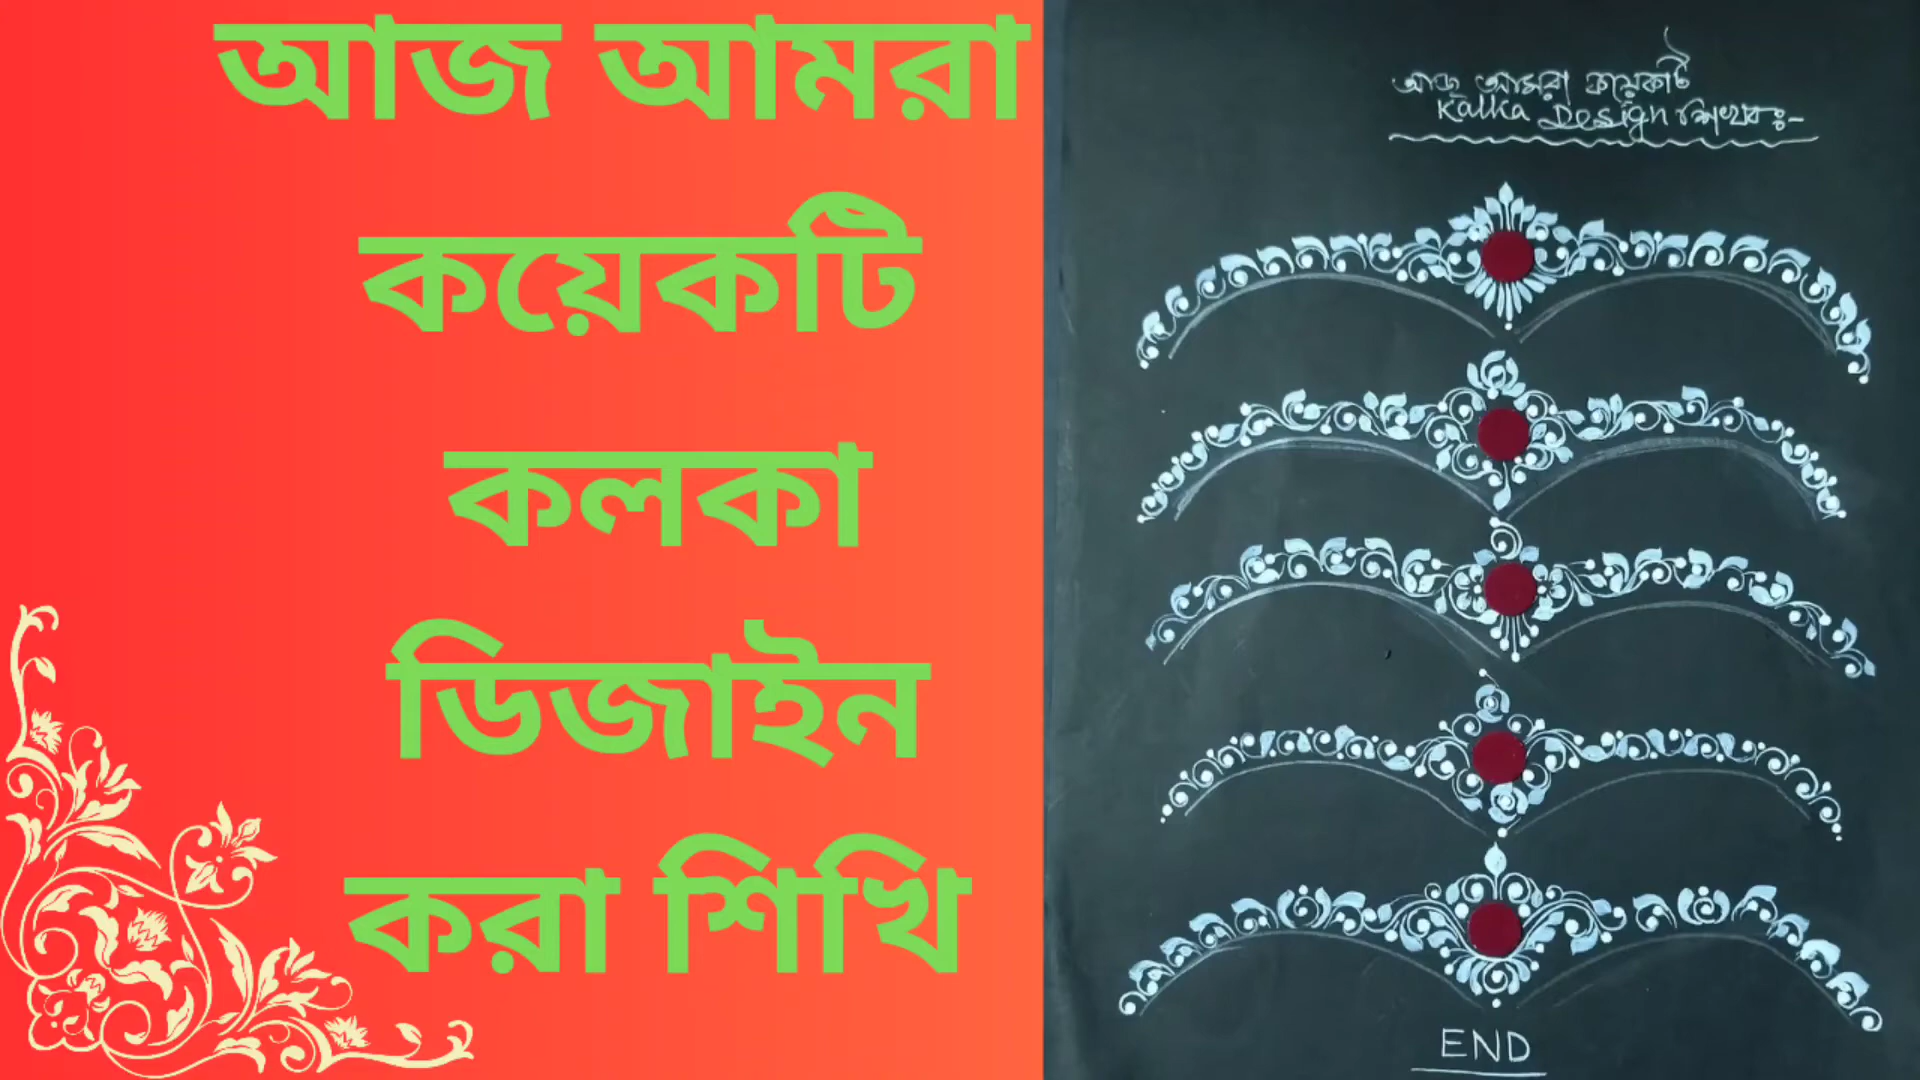 আজ আমরা
কয়েকটি
কলকা
ডিজাইন
করা শিখি
আজ আমরা কয়েকটি
Kalka Design শিখব ঃ-
END